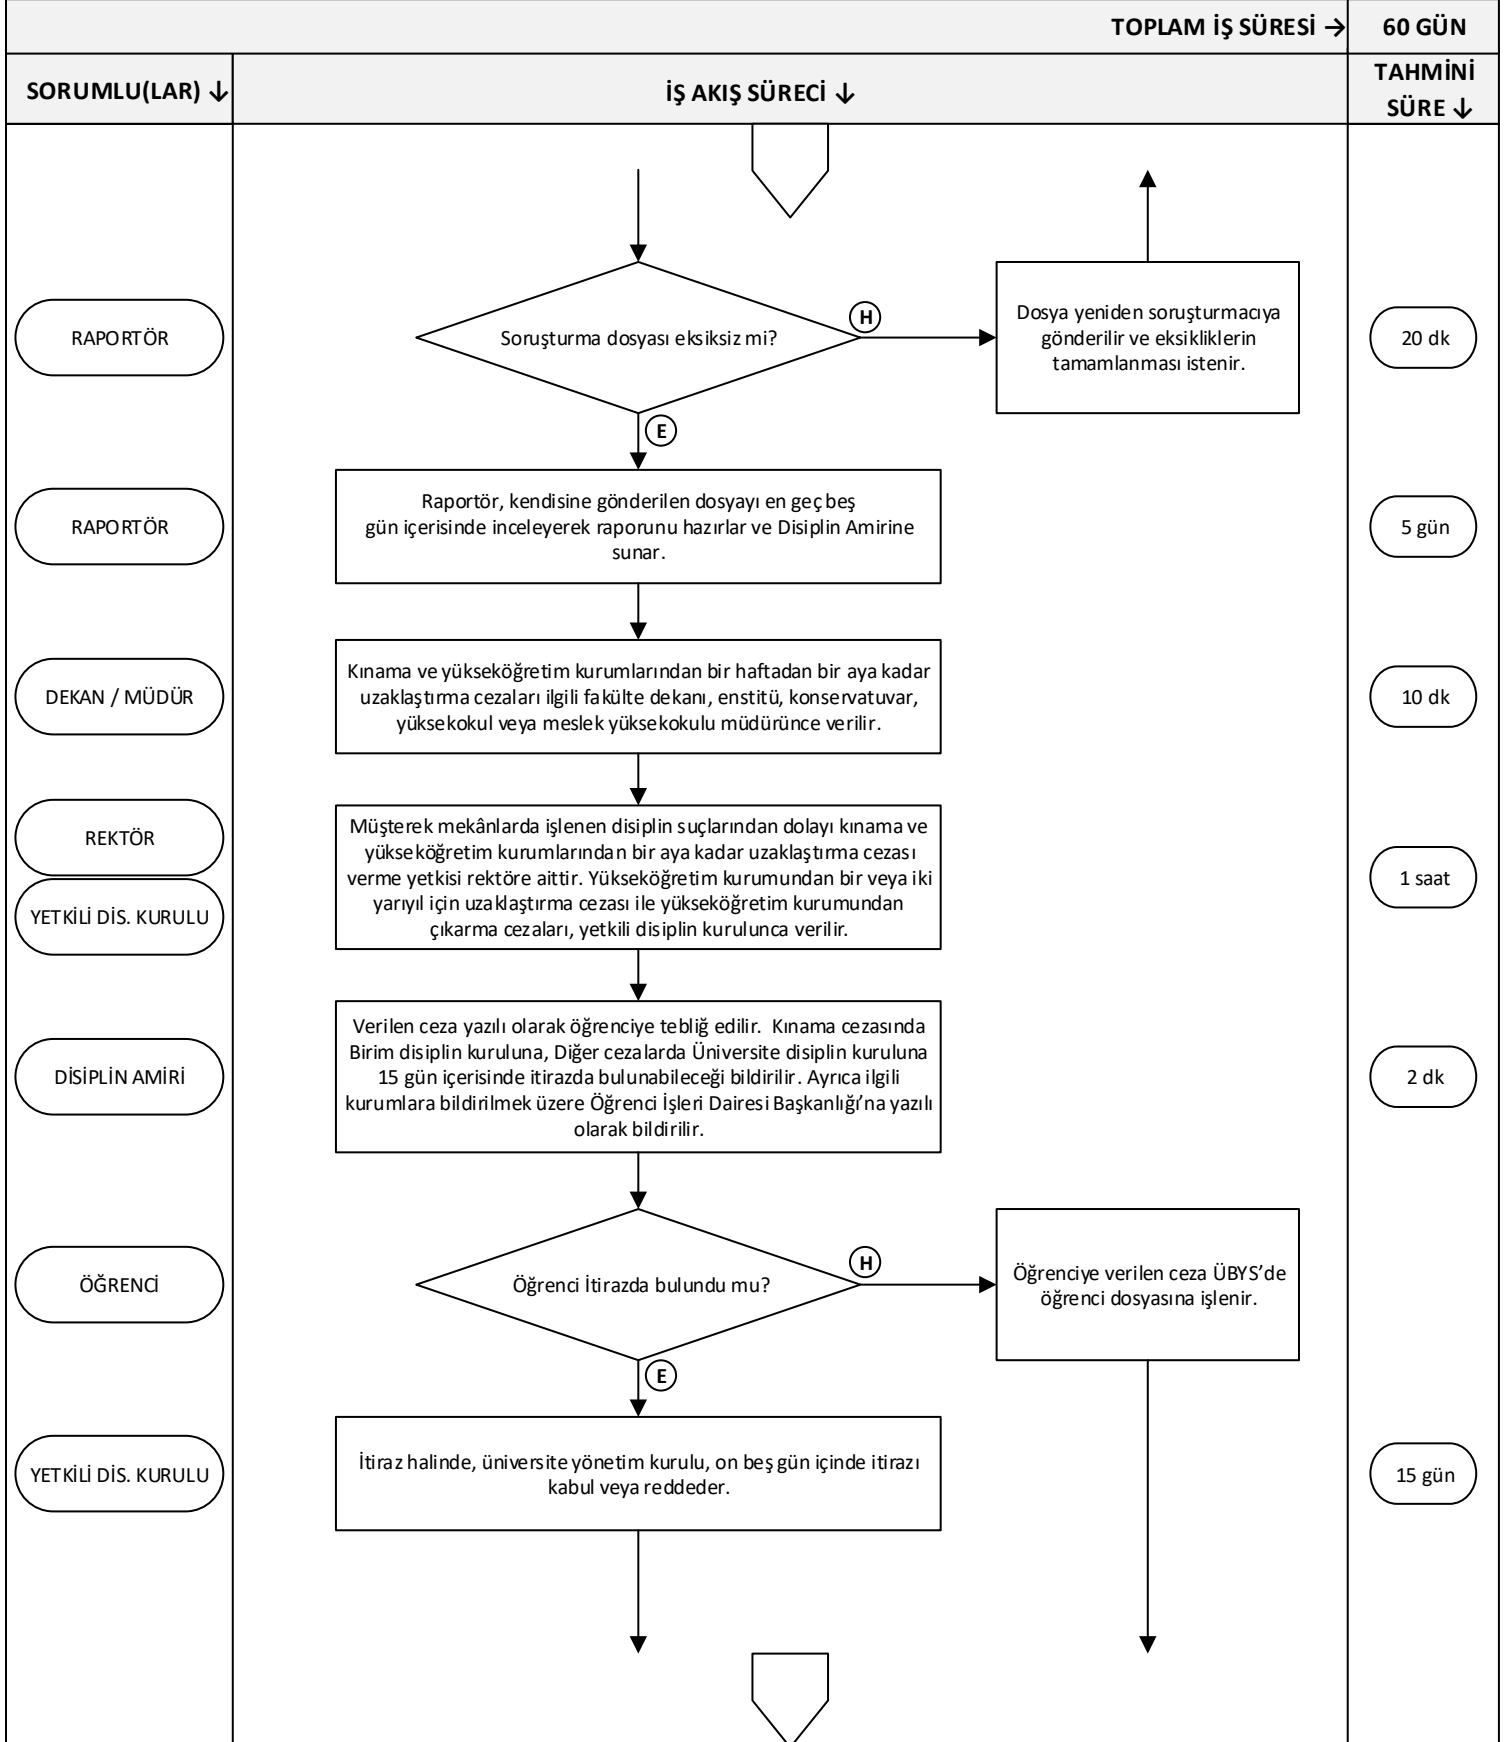 TOPLAM İŞ SÜRESİ →
60 GÜN
SORUMLU(LAR) ↓
İŞ AKIŞ SÜRECİ ↓
TAHMİNİ
SÜRE ↓
RAPORTÖR
Soruşturma dosyası eksiksiz mi?
H
Dosya yeniden soruşturmacıya
gönderilir ve eksikliklerin
tamamlanması istenir.
20 dk
E
RAPORTÖR
Raportör, kendisine gönderilen dosyayı en geç beş
gün içerisinde inceleyerek raporunu hazırlar ve Disiplin Amirine
sunar.
5 gün
DEKAN / MÜDÜR
Kınama ve yükseköğretim kurumlarından bir haftadan bir aya kadar
uzaklaştırma cezaları ilgili fakülte dekanı, enstitü, konservatuvar,
yüksekokul veya meslek yüksekokulu müdürünce verilir.
10 dk
REKTÖR
YETKİLİ DİS. KURULU
Müşterek mekânlarda işlenen disiplin suçlarından dolayı kınama ve
yükseköğretim kurumlarından bir aya kadar uzaklaştırma cezası
verme yetkisi rektöre aittir. Yükseköğretim kurumundan bir veya iki
yarıyıl için uzaklaştırma cezası ile yükseköğretim kurumundan
çıkarma cezaları, yetkili disiplin kurulunca verilir.
1 saat
DİSİPLİN AMİRİ
Verilen ceza yazılı olarak öğrenciye tebliğ edilir.  Kınama cezasında
Birim disiplin kuruluna, Diğer cezalarda Üniversite disiplin kuruluna
15 gün içerisinde itirazda bulunabileceği bildirilir. Ayrıca ilgili
kurumlara bildirilmek üzere Öğrenci İşleri Dairesi Başkanlığı’na yazılı
olarak bildirilir.
2 dk
ÖĞRENCİ
Öğrenci İtirazda bulundu mu?
H
Öğrenciye verilen ceza ÜBYS’de
öğrenci dosyasına işlenir.
E
YETKİLİ DİS. KURULU
İtiraz halinde, üniversite yönetim kurulu, on beş gün içinde itirazı
kabul veya reddeder.
15 gün